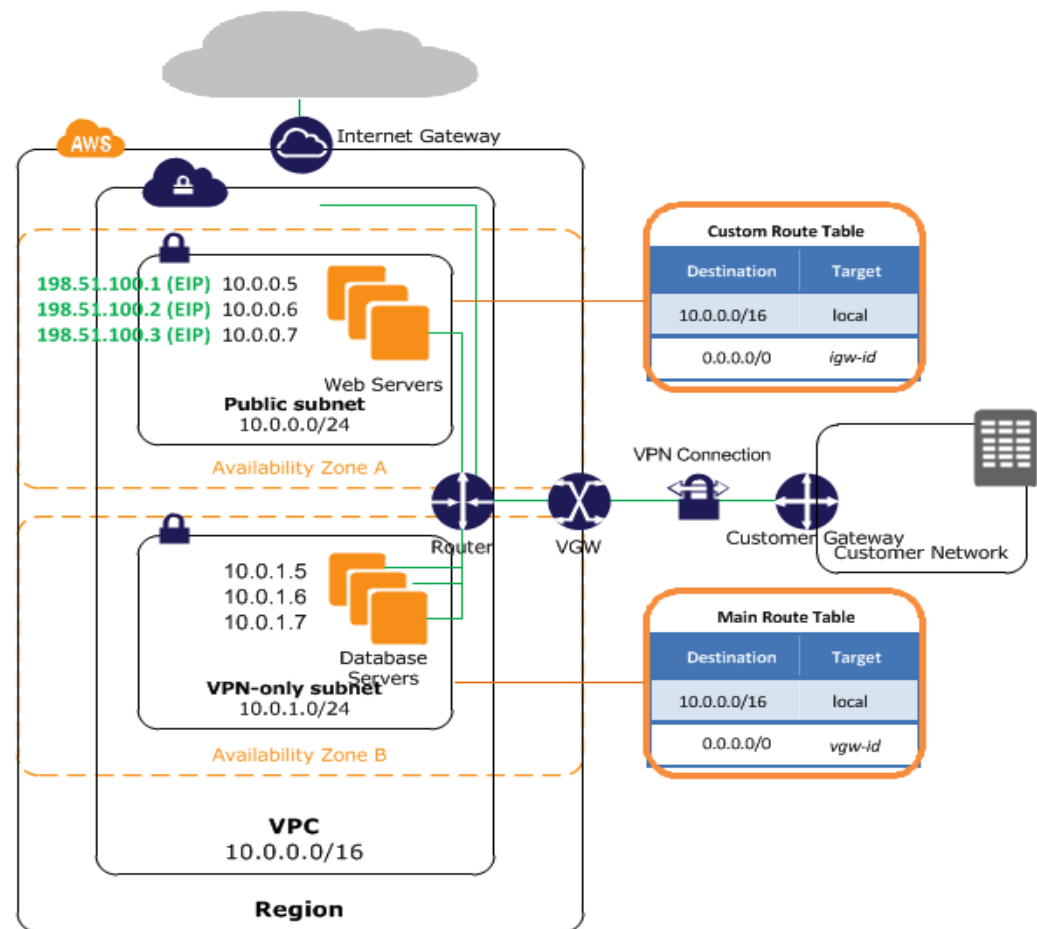 AWS
Internet Gateway
198.51.100.1 (EIP) 10.0.0.5
198.51.100.2 (EIP) 10.0.0.6
198.51.100.3 (EIP) 10.0.0.7
Web Servers
Public subnet
10.0.0.0/24
Availability Zone A
Custom Route Table
Destination Target
10.0.0.0/16 local
0.0.0.0/0 igw-id
Router
VGW
VPN Connection
Customer Gateway
Customer Network
10.0.1.5
10.0.1.6
10.0.1.7
Database
Servers
VPN-only subnet
10.0.1.0/24
Availability Zone B
Main Route Table
Destination Target
10.0.0.0/16 local
0.0.0.0/0 vgw-id
VPC
10.0.0.0/16
Region